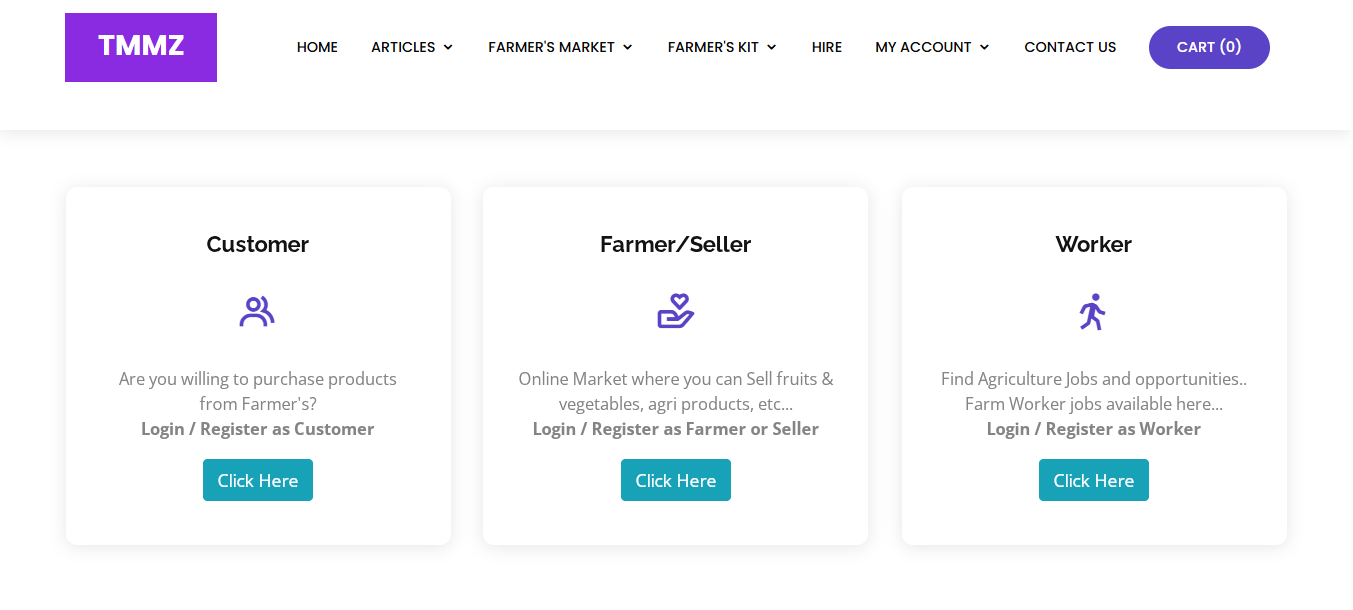 TMMZ
HOME
ARTICLES
FARMER'S MARKET
FARMER'S KIT
HIRE
MY ACCOUNT
CONTACT US
CART (0)
Customer
Are you willing to purchase products
from Farmer's?
Login / Register as Customer
Click Here
Farmer/Seller
Online Market where you can Sell fruits &
vegetables, agri products, etc...
Login / Register as Farmer or Seller
Click Here
Worker
Find Agriculture Jobs and opportunities..
Farm Worker jobs available here...
Login / Register as Worker
Click Here